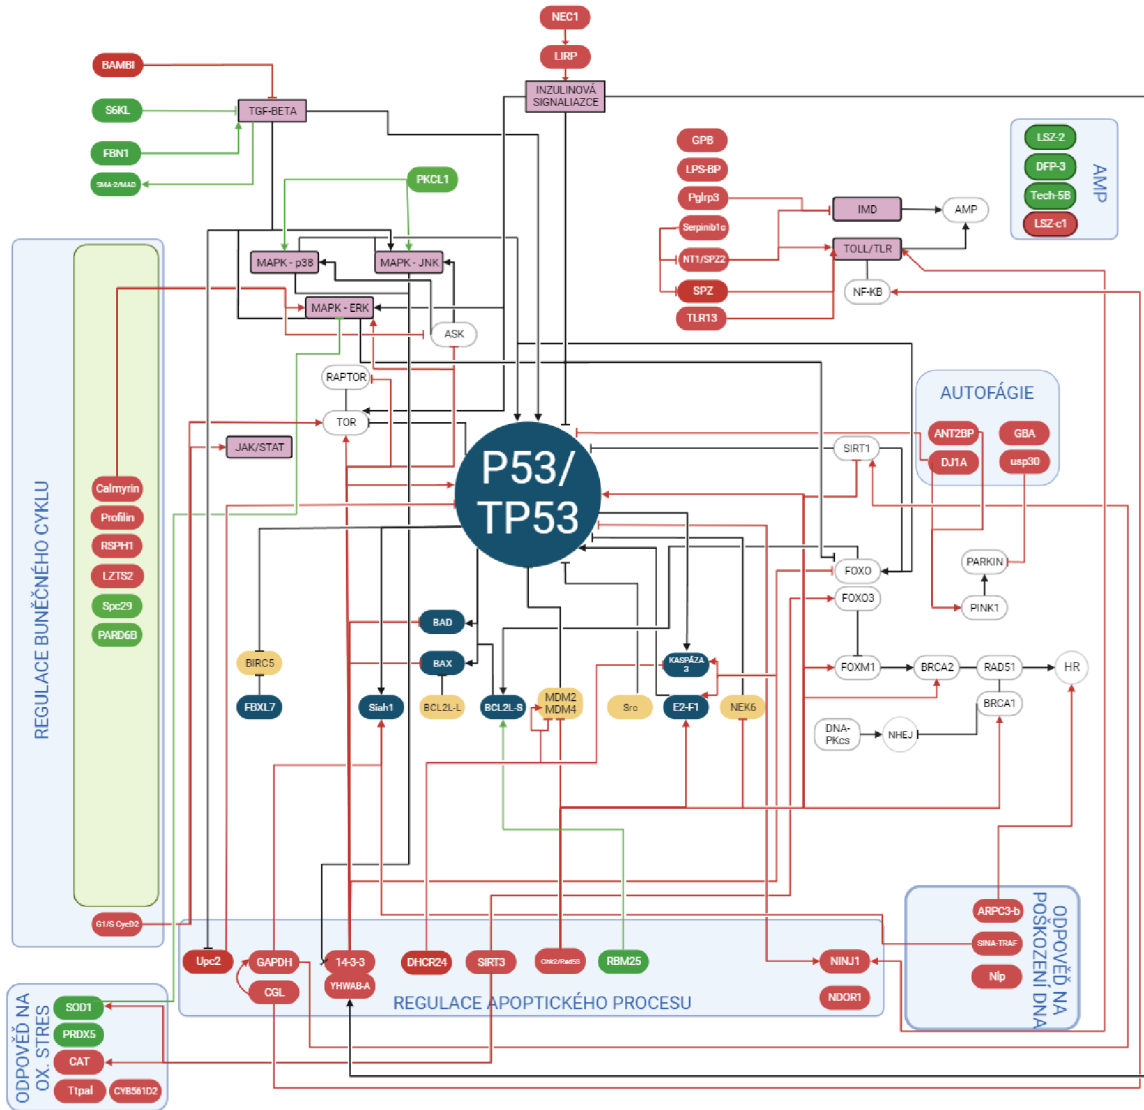 NEC1
LIRP
INZULINOVÁ
SIGNALIAZCE
BAMBI
S6KL
FBN1
SMA-2/MAD
TGF-BETA
PKCL1
MAPK - p38
MAPK - JNK
MAPK - ERK
ASK
RAPTOR
TOR
JAK/STAT
GPB
LPS-BP
Pglrp3
Serpinib1c
NT1/SPZ2
SPZ
TLR13
IMD
TOLL/TLR
AMP
NF-KB
LSZ-2
DFP-3
Tech-5B
LSZ-c1
AMP
AUTOFÁGIE
ANT2BP
GBA
DJ1A
usp30
PARKIN
PINK1
SIRT1
P53/
TP53
FOXO
FOXO3
FOXM1
BRCA2
RAD51
HR
BRCA1
DNA-
PKcs
NHEJ
REGULACE BUNĚČNÉHO CYKLU
Calmyrin
Profilin
RSPH1
LZTS2
Spc29
PARD6B
G1/S CycD2
BIRC5
FBXL7
BAD
BAX
Siah1
BCL2L-L
BCL2L-S
MDM2
MDM4
Src
KASPÁZA
3
E2-F1
NEK6
Upc2
GAPDH
CGL
14-3-3
YHWAB-A
DHCR24
SIRT3
RBM25
NINJ1
NDOR1
REGULACE APOPTICKÉHO PROCESU
ARPC3-b
SINA-TRAF
Nlp
ODPOVĚĎ NA
POŠKOZENÍ DNA
ODPOVĚĎ NA
OX. STRES
SOD1
PRDX5
CAT
Ttpal
CYB561D2